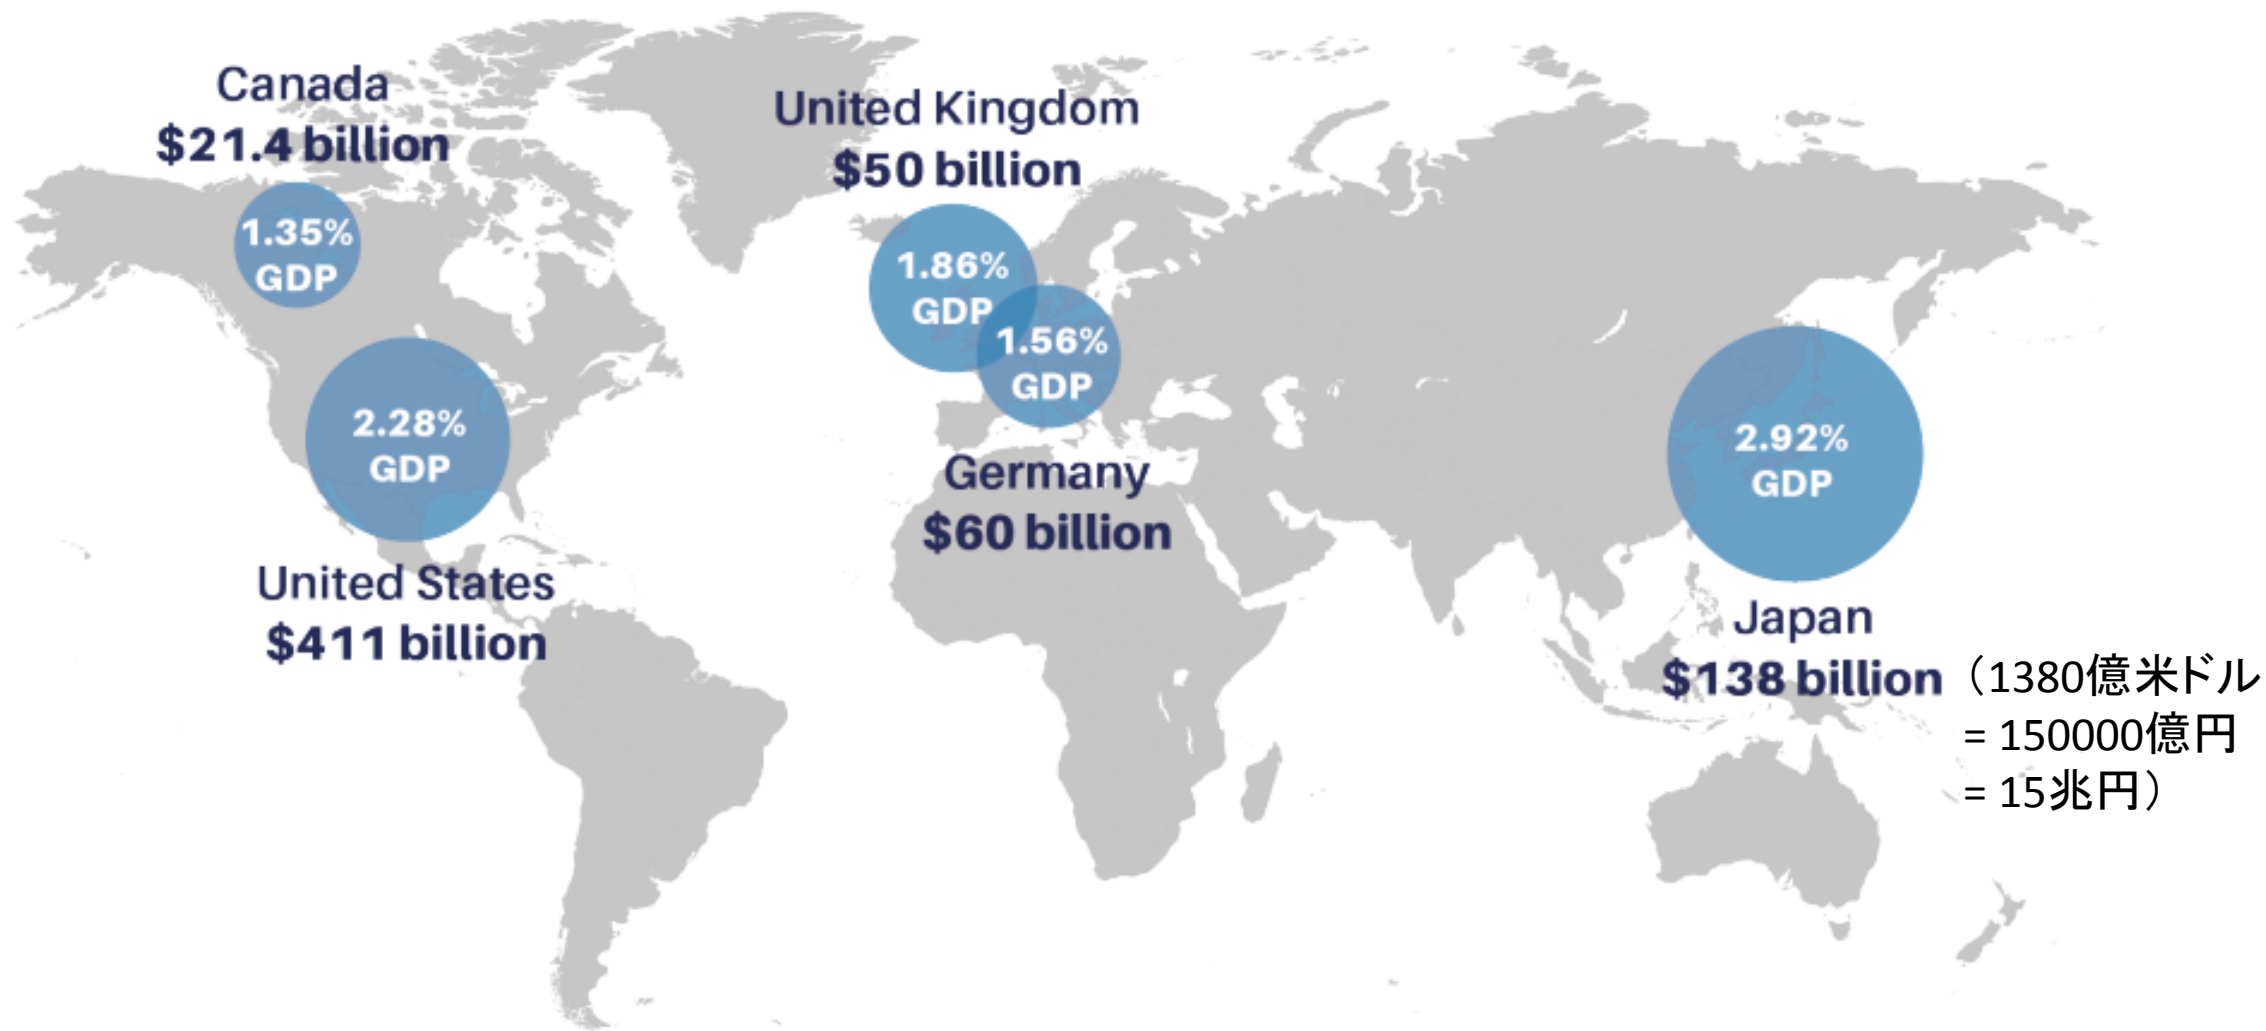 Canada
$21.4 billion
1.35%
GDP
United Kingdom
$50 billion
1.86%
GDP
1.56%
GDP
Germany
$60 billion
2.28%
GDP
United States
$411 billion
2.92%
GDP
Japan
$138 billion（1380億米ドル
= 150000億円
= 15兆円）